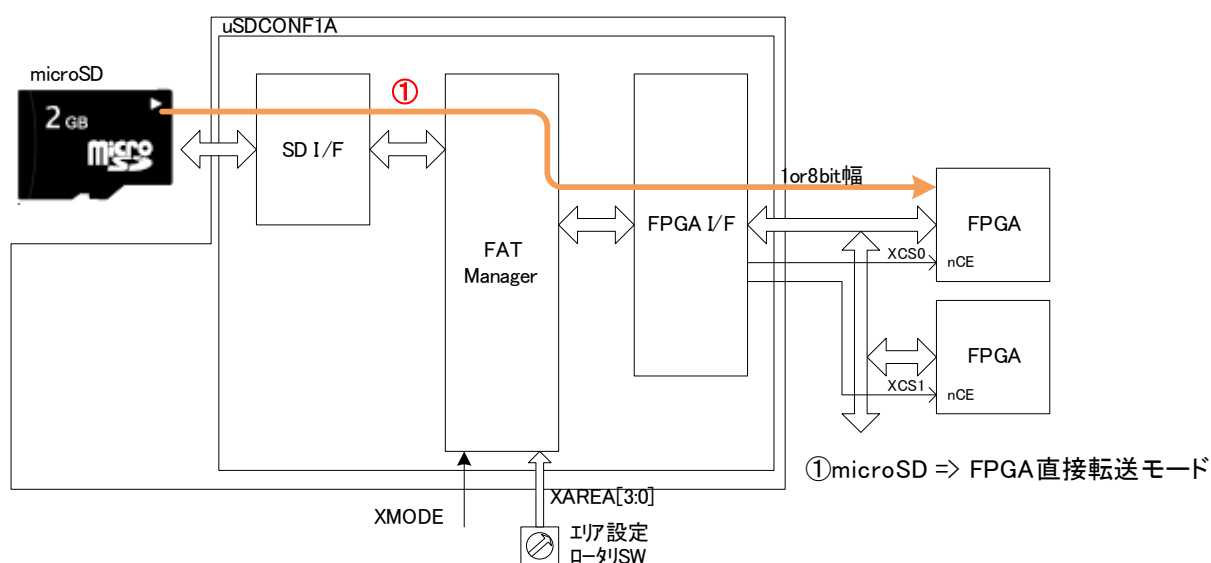 uSDCONF1A
microSD
2 GB
micro
SD
SD I/F
①
FAT
Manager
FPGA I/F
1or8bit幅
FPGA
XCS0
nCE
FPGA
XCS1
nCE
①microSD => FPGA直接転送モード
XMODE
XAREA[3:0]
ｴﾘｱ設定
ﾛｰﾀﾘSW